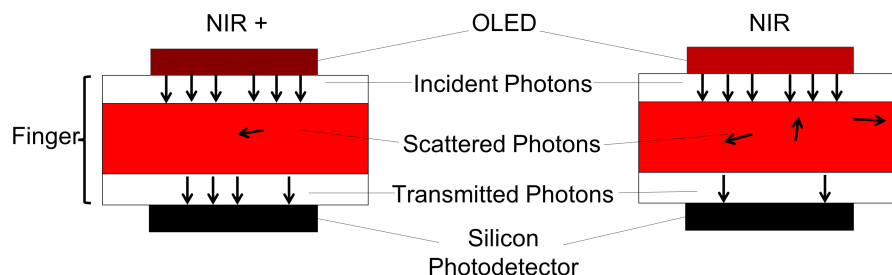 NIR +
OLED
NIR
Incident Photons
Finger
Scattered Photons
Transmitted Photons
Silicon
Photodetector